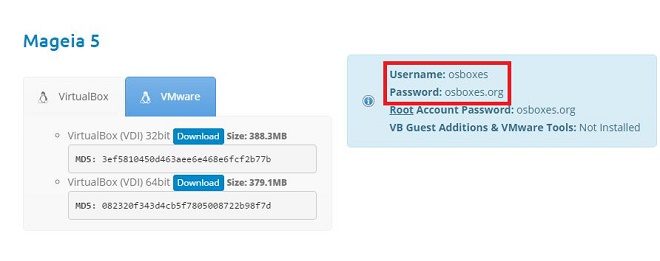 Mageia 5
VirtualBox
VMware
VirtualBox (VDI) 32bit Download Size: 388.3MB
MD5: 3ef5810450d463aee6e468e6fcf2b77b
VirtualBox (VDI) 64bit Download Size: 379.1MB
MD5: 082320f343d4cb5f7805008722b98f7d
Username: osboxes
Password: osboxes.org
Root Account Password: osboxes.org
VB Guest Additions & VMware Tools: Not Installed